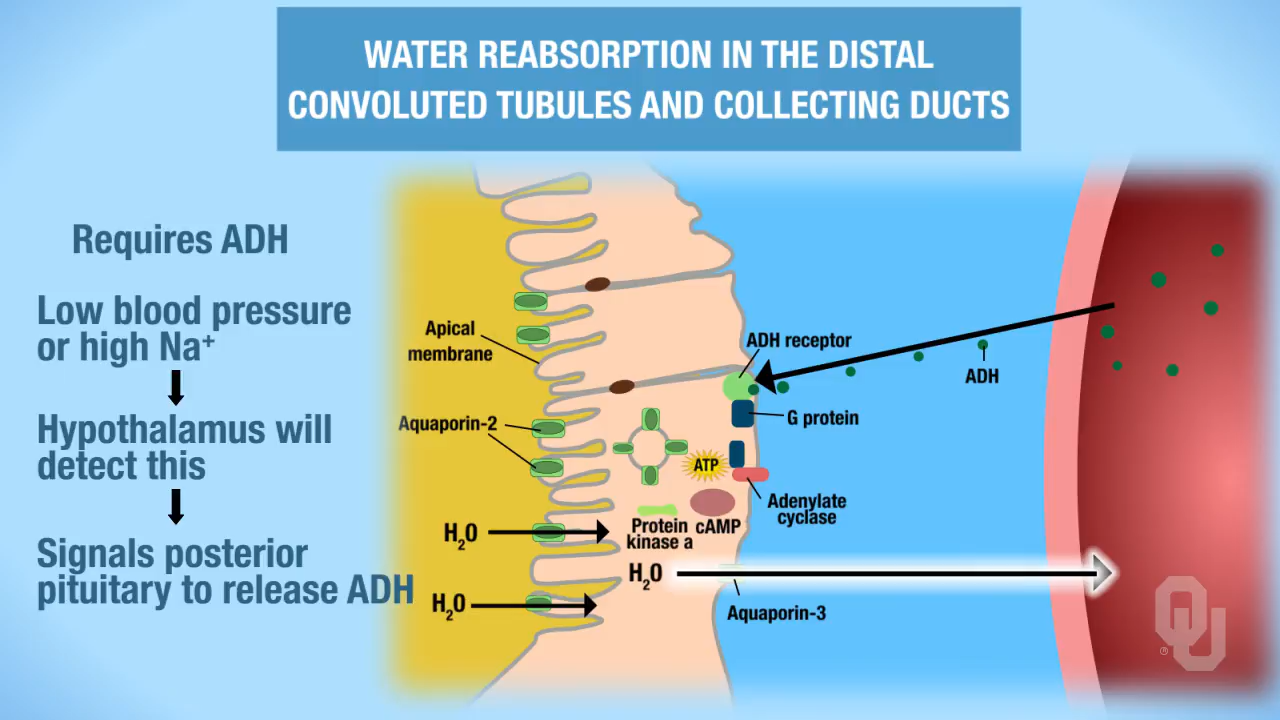 WATER REABSORPTION IN THE DISTAL
CONVOLUTED TUBULES AND COLLECTING DUCTS
Requires ADH
Low blood pressure
or high Na⁺
Hypothalamus will
detect this
Signals posterior
pituitary to release ADH
Apical
membrane
Aquaporin-2
H₂O
H₂O
ADH receptor
ADH
G protein
ATP
Adenylate
cyclase
Protein
kinase a
cAMP
H₂O
Aquaporin-3
OU
®